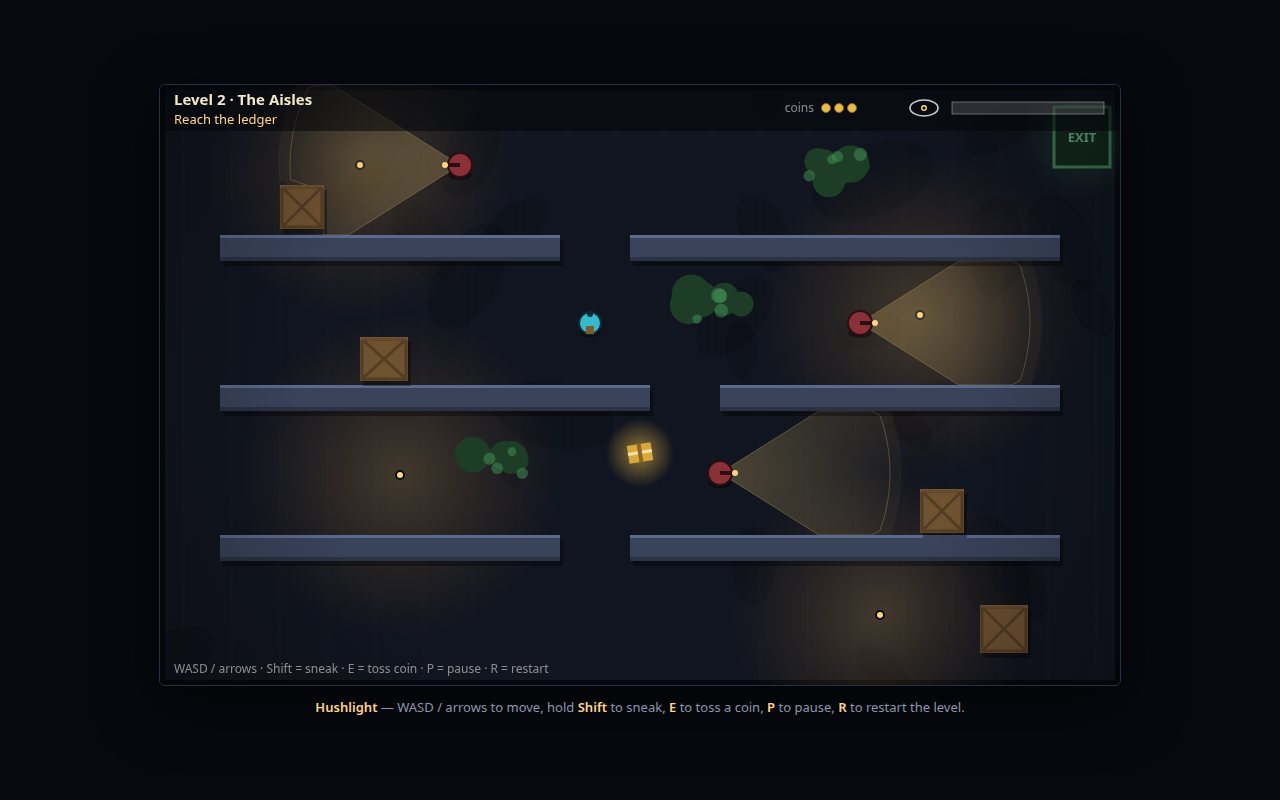 Level 2 · The Aisles
Reach the ledger
coins
EXIT
WASD / arrows · Shift = sneak · E = toss coin · P = pause · R = restart
Hushlight — WASD / arrows to move, hold Shift to sneak, E to toss a coin, P to pause, R to restart the level.